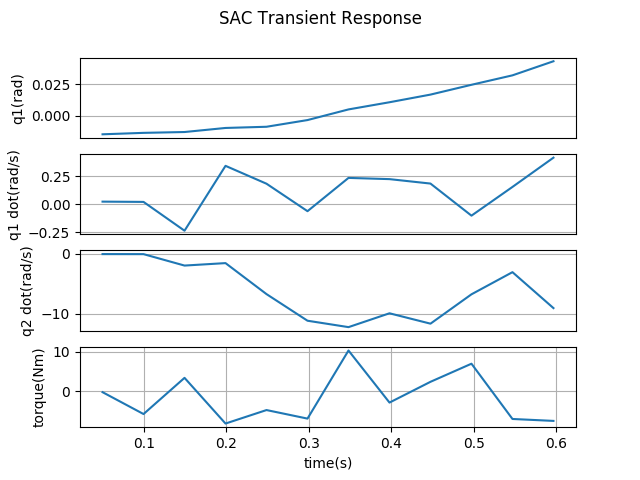 SAC Transient Response
q1(rad)
0.025
0.000
q1 dot(rad/s)
0.25
0.00
−0.25
q2 dot(rad/s)
0
−10
torque(Nm)
10
0
0.1 0.2 0.3 0.4 0.5 0.6
time(s)